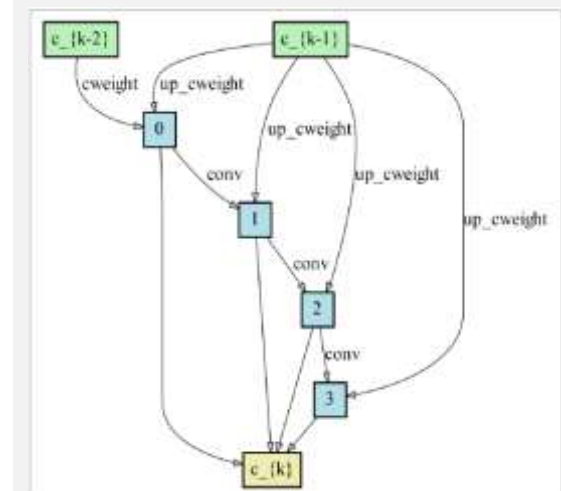 c_{k-2} c_{k-1}
cweight up_cweight
0
up_cweight
conv up_cweight
1 up_cweight
conv
2
conv
3
c_{k}